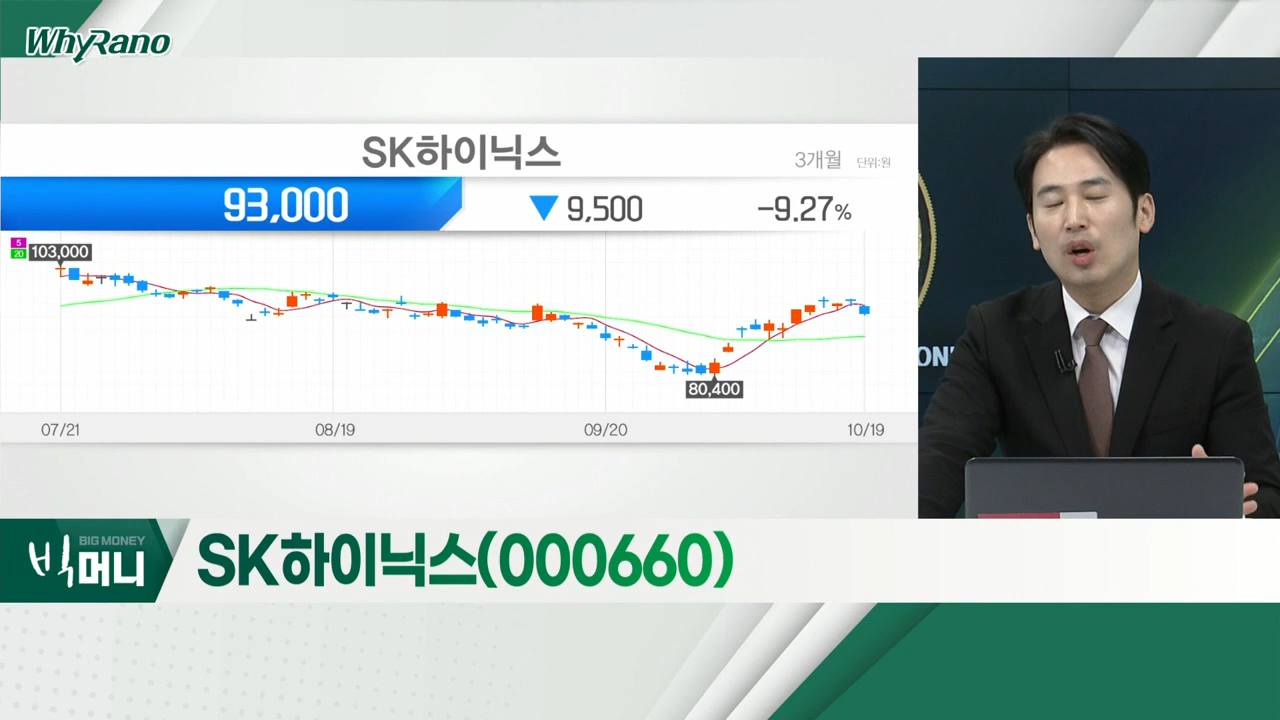 WhyRano
SK하이닉스
3개월 단위:원
93,000 ▼ 9,500 -9.27%
5
20
103,000
80,400
07/21 08/19 09/20 10/19
BIG MONEY
빅머니
SK하이닉스(000660)